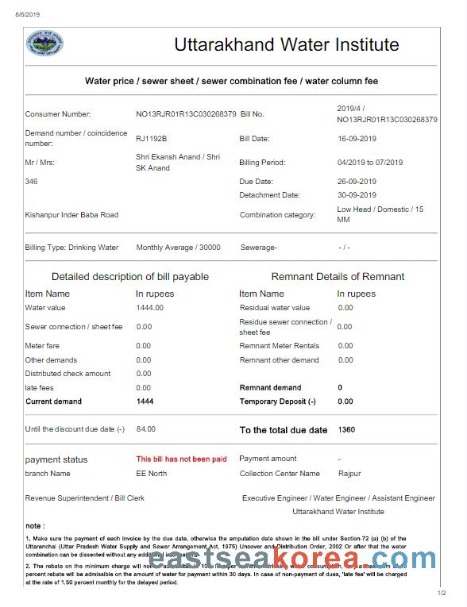 8/8/2019
Uttarakhand Water Institute
Water price / sewer sheet / sewer combination fee / water column fee
Consumer Number: NO13RJR01R13C030268379 Bill No. 2019/4 / NO13RJR01R13C030268379
Demand number / coincidence number: RJ1192B Bill Date: 16-09-2019
Mr / Mrs: Shri Ekansh Anand / Shri SK Anand Billing Period: 04/2019 to 07/2019
346 Due Date: 26-09-2019
Detachment Date: 30-09-2019
Kishanpur Inder Baba Road Combination category: Low Head / Domestic / 15 MM
Billing Type: Drinking Water Monthly Average / 30000 Sewerage- - / -
Detailed description of bill payable Remnant Details of Remnant
Item Name In rupees Item Name In rupees
Water value 1444.00 Residual water value 0.00
Sewer connection / sheet fee 0.00 Residue sewer connection / sheet fee 0.00
Meter fare 0.00 Remnant Meter Rentals 0.00
Other demands 0.00 Remnant other demand 0.00
Distributed check amount 0.00
late fees 0.00 Remnant demand 0
Current demand 1444 Temporary Deposit (-) 0.00
Until the discount due date (-) 84.00 To the total due date 1360
payment status This bill has not been paid Payment amount -
branch Name EE North Collection Center Name Rajpur
Revenue Superintendent / Bill Clerk Executive Engineer / Water Engineer / Assistant Engineer
Uttarakhand Water Institute
note :
1. Make sure the payment of each invoice by the due date, otherwise the amputation date shown in the bill under Section-72 (a) (b) of the
Uttaranchal (Uttar Pradesh Water Supply and Sewer Arrangement Act, 1975) Uncover and Distribution Order, 2002 Or after that the water
combination can be dissected without any
eastseakorea.com
2. The rebates on the minimum charge will
percent rebate will be admissible on the amount of water for payment within 30 days. In case of non-payment of dues, 'late fee' will be charged
at the rate of 1.50 percent monthly for the delayed period.
1/2